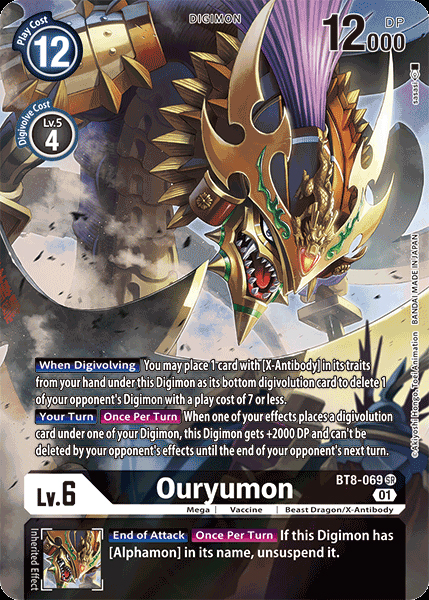 Play Cost
12
DIGIMON
12000 DP
Digivolve Cost
Lv.5
4
sasasi
© Akiyoshi Hongo, Toei Animation BANDAI MADE IN JAPAN
When Digivolving You may place 1 card with [X-Antibody] in its traits
from your hand under this Digimon as its bottom digivolution card to delete 1
of your opponent's Digimon with a play cost of 7 or less.
Your Turn Once Per Turn When one of your effects places a digivolution
card under one of your Digimon, this Digimon gets +2000 DP and can't be
deleted by your opponent's effects until the end of your opponent's next turn.
Lv.6
Ouryumon
BT8-069 SR
01
Mega Vaccine Beast Dragon/X-Antibody
Inherited Effect
End of Attack Once Per Turn If this Digimon has
[Alphamon] in its name, unsuspend it.